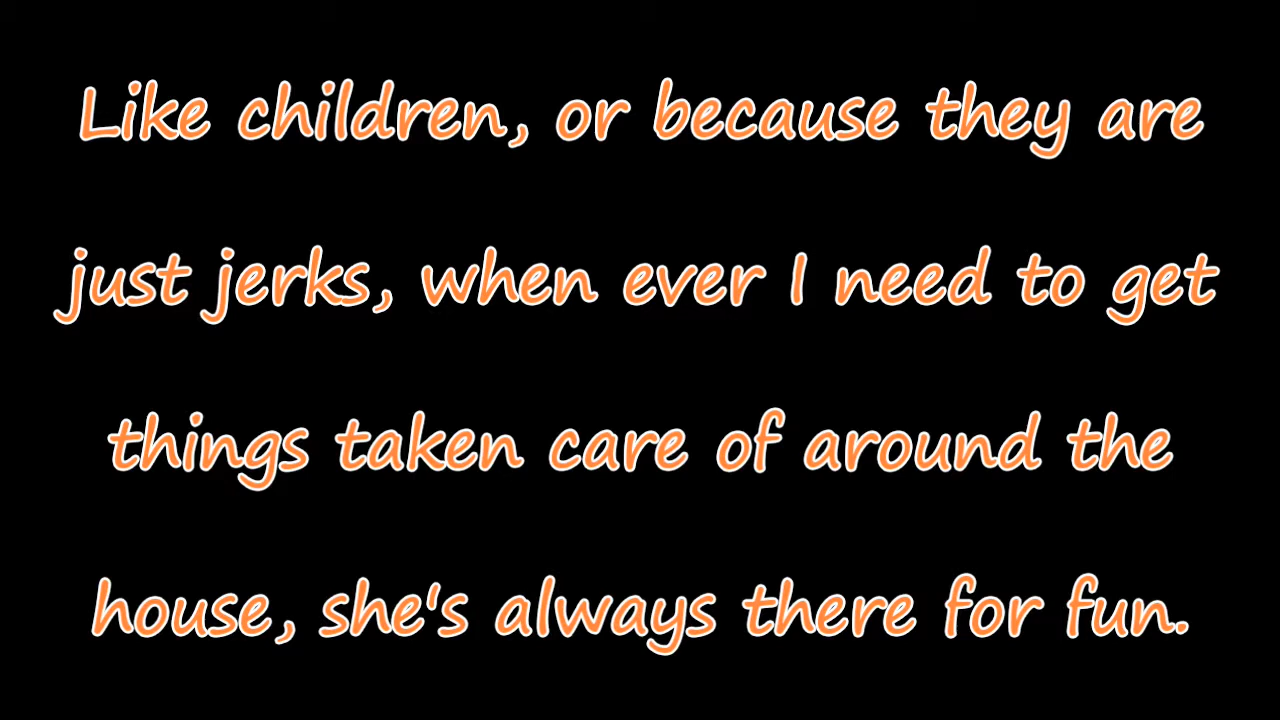 Like children, or because they are
just jerks, when ever I need to get
things taken care of around the
house, she's always there for fun.